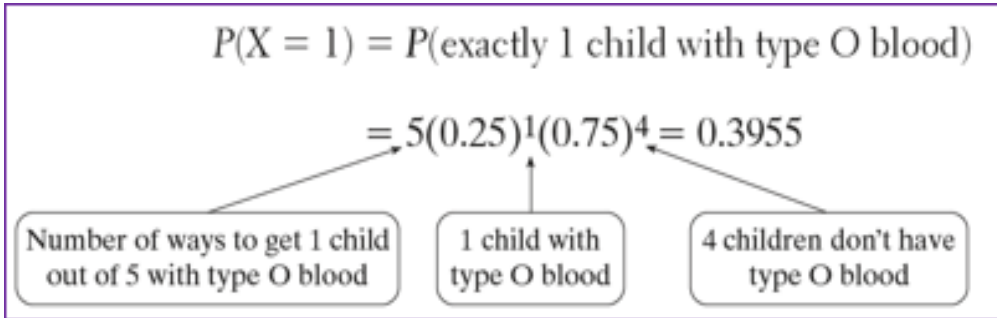 P(X = 1) = P(exactly 1 child with type O blood)
= 5(0.25)¹(0.75)⁴ = 0.3955
Number of ways to get 1 child
out of 5 with type O blood
1 child with
type O blood
4 children don't have
type O blood